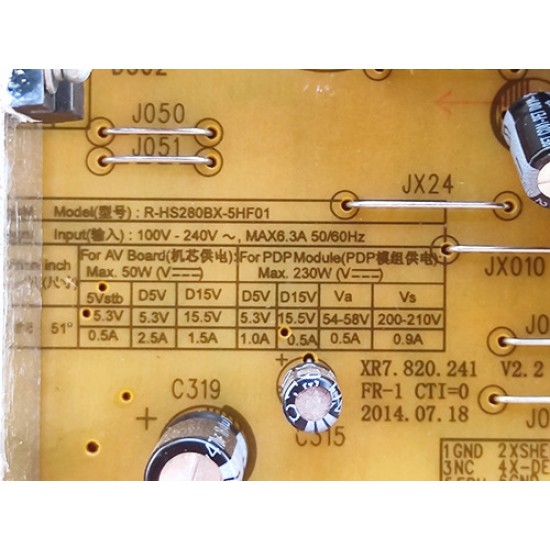 J050
J051
JX24
Model(型号) : R-HS280BX-5HF01
Input(输入) : 100V - 240V ～, MAX6.3A 50/60Hz
inch For AV Board(机芯供电): For PDP Module(PDP模组供电)
Max. 50W (V⎓) Max. 230W (V⎓)
JX010
5Vstb D5V D15V D5V D15V Va Vs
51° 5.3V 5.3V 15.5V 5.3V 15.5V 54-58V 200-210V
0.5A 2.5A 1.5A 1.0A 0.5A 0.5A 0.9A
XR7.820.241 V2.2
C319 FR-1 CTI=0
2014.07.18
C315
1GND 2XSHE
3NC 4X-DE